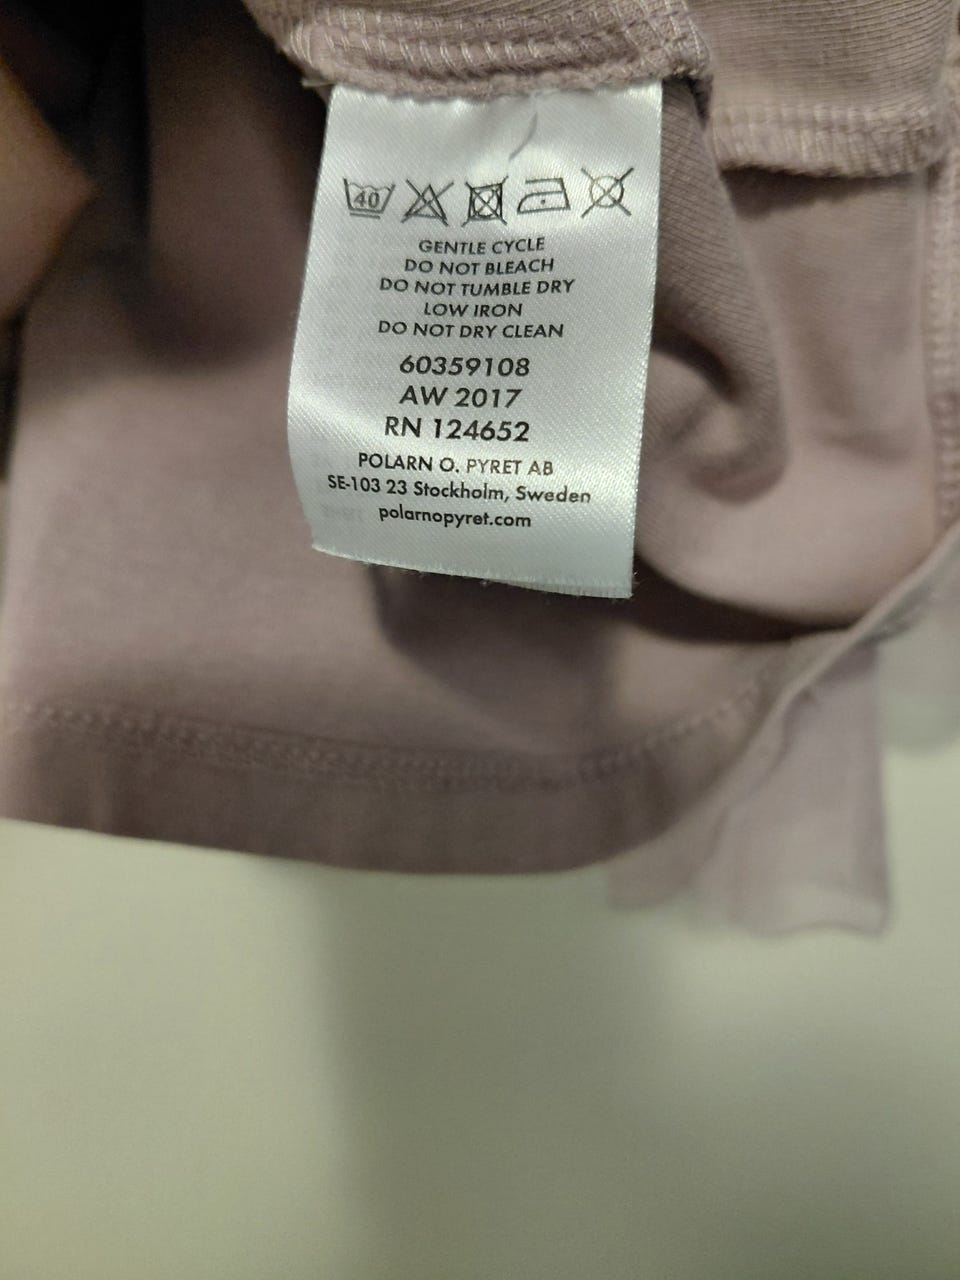 40
GENTLE CYCLE
DO NOT BLEACH
DO NOT TUMBLE DRY
LOW IRON
DO NOT DRY CLEAN
60359108
AW 2017
RN 124652
POLARN O. PYRET AB
SE-103 23 Stockholm, Sweden
polarnopyret.com